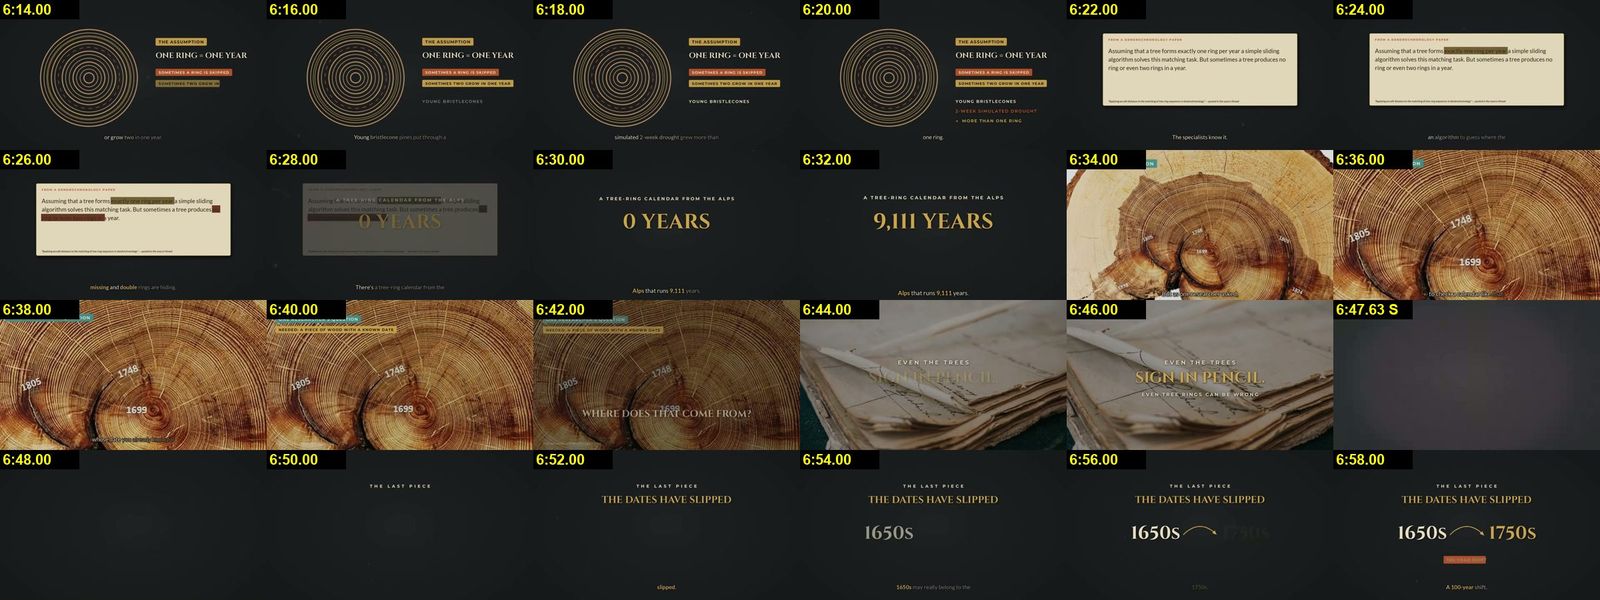 6:14.00
THE ASSUMPTION
ONE RING = ONE YEAR
SOMETIMES A RING IS SKIPPED
SOMETIMES TWO GROW IN
or grow two in one year.
6:16.00
THE ASSUMPTION
ONE RING = ONE YEAR
SOMETIMES A RING IS SKIPPED
SOMETIMES TWO GROW IN ONE YEAR
YOUNG BRISTLECONES
Young bristlecone pines put through a
6:18.00
THE ASSUMPTION
ONE RING = ONE YEAR
SOMETIMES A RING IS SKIPPED
SOMETIMES TWO GROW IN ONE YEAR
YOUNG BRISTLECONES
simulated 2-week drought grew more than
6:20.00
THE ASSUMPTION
ONE RING = ONE YEAR
SOMETIMES A RING IS SKIPPED
SOMETIMES TWO GROW IN ONE YEAR
YOUNG BRISTLECONES
2-WEEK SIMULATED DROUGHT
MORE THAN ONE RING
one ring.
6:22.00
FROM A DENDROCHRONOLOGY PAPER
Assuming that a tree forms exactly one ring per year a simple sliding
algorithm solves this matching task. But sometimes a tree produces no
ring or even two rings in a year.
The specialists know it.
6:24.00
FROM A DENDROCHRONOLOGY PAPER
Assuming that a tree forms exactly one ring per year a simple sliding
algorithm solves this matching task. But sometimes a tree produces no
ring or even two rings in a year.
an algorithm to guess where the
6:26.00
FROM A DENDROCHRONOLOGY PAPER
Assuming that a tree forms exactly one ring per year a simple sliding
algorithm solves this matching task. But sometimes a tree produces
a year.
missing and double rings are hiding.
6:28.00
A TREE-RING CALENDAR FROM THE ALPS
0 YEARS
There's a tree-ring calendar from the
6:30.00
A TREE-RING CALENDAR FROM THE ALPS
0 YEARS
Alps that runs 9,111 years.
6:32.00
A TREE-RING CALENDAR FROM THE ALPS
9,111 YEARS
Alps that runs 9,111 years.
6:34.00
1805
1748
1699
6:36.00
1805
1748
1699
6:38.00
1805
1748
1699
6:40.00
NEEDED: A PIECE OF WOOD WITH A KNOWN DATE
1805
1748
1699
6:42.00
NEEDED: A PIECE OF WOOD WITH A KNOWN DATE
1805
1748
1699
WHERE DOES THAT COME FROM?
6:44.00
EVEN THE TREES
SIGN IN PENCIL.
6:46.00
EVEN THE TREES
SIGN IN PENCIL.
EVEN TREE RINGS CAN BE WRONG
6:47.63 S
6:48.00
6:50.00
THE LAST PIECE
6:52.00
THE LAST PIECE
THE DATES HAVE SLIPPED
slipped.
6:54.00
THE LAST PIECE
THE DATES HAVE SLIPPED
1650s
1650s may really belong to the
6:56.00
THE LAST PIECE
THE DATES HAVE SLIPPED
1650s 1750s
1750s.
6:58.00
THE LAST PIECE
THE DATES HAVE SLIPPED
1650s 1750s
A 100-year shift.